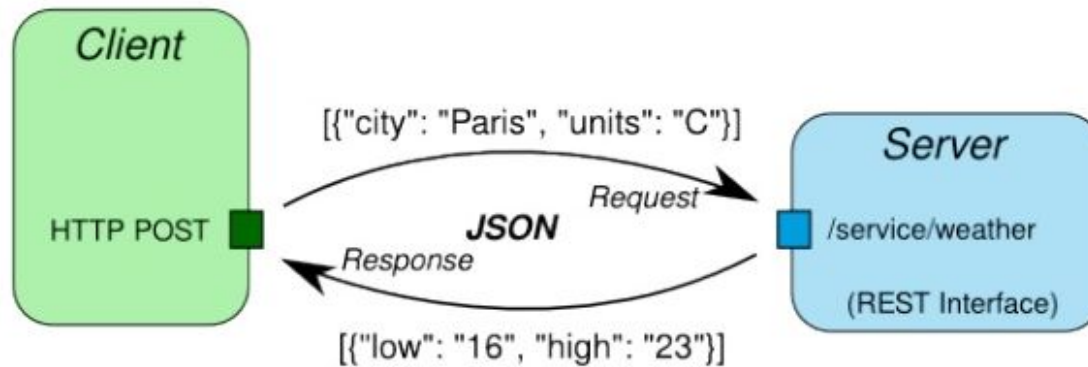 Client
[{"city": "Paris", "units": "C"}]
Server
Request
HTTP POST
JSON
/service/weather
Response
(REST Interface)
[{"low": "16", "high": "23"}]